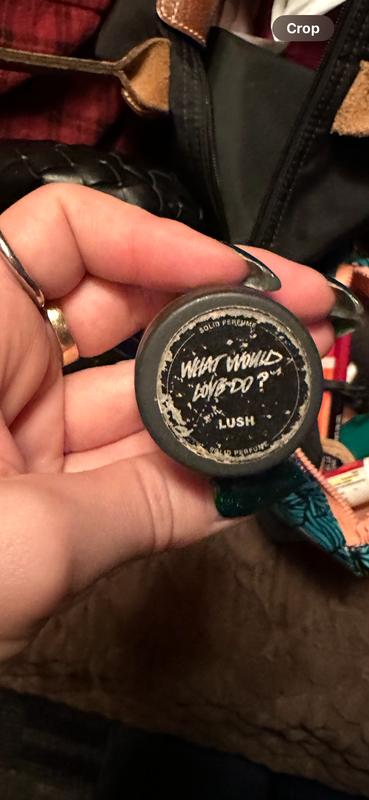 Crop
SOLID PERFUME
WHAT WOULD
LOVE DO?
LUSH
SOLID PERFUME